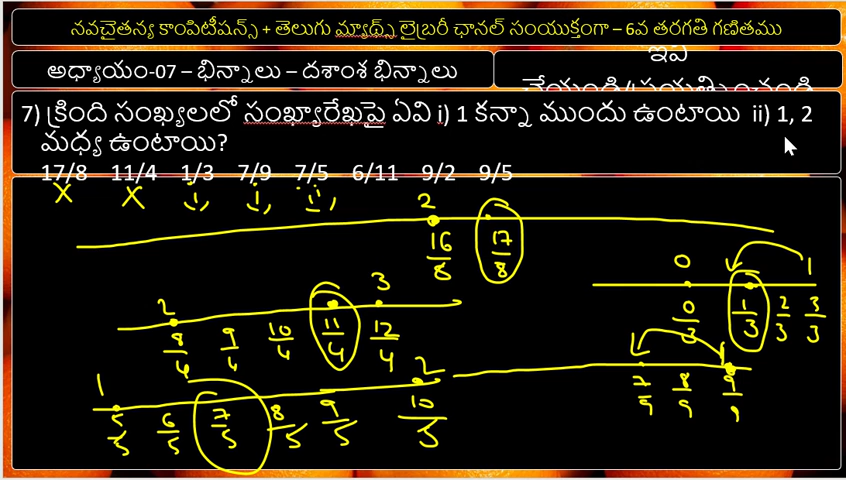 నవచైతన్య కాంపిటీషన్స్ + తెలుగు మ్యాథ్స్ లైబ్రరీ ఛానల్ సంయుక్తంగా – 6వ తరగతి గణితము
అధ్యాయం-07 – భిన్నాలు – దశాంశ భిన్నాలు
ఇవి
చేయండి/ప్రయత్నించండి
7) క్రింది సంఖ్యలలో సంఖ్యారేఖపై ఏవి i) 1 కన్నా ముందు ఉంటాయి ii) 1, 2
మధ్య ఉంటాయి?
17/8 11/4 1/3 7/9 7/5 6/11 9/2 9/5
X X i, i, ii,
2
16/8 17/8
0 1
0/3 1/3 2/3 3/3
2 3
8/4 9/4 10/4 11/4 12/4
7/9 8/9 9/9
1 2
5/5 6/5 7/5 8/5 9/5 10/5